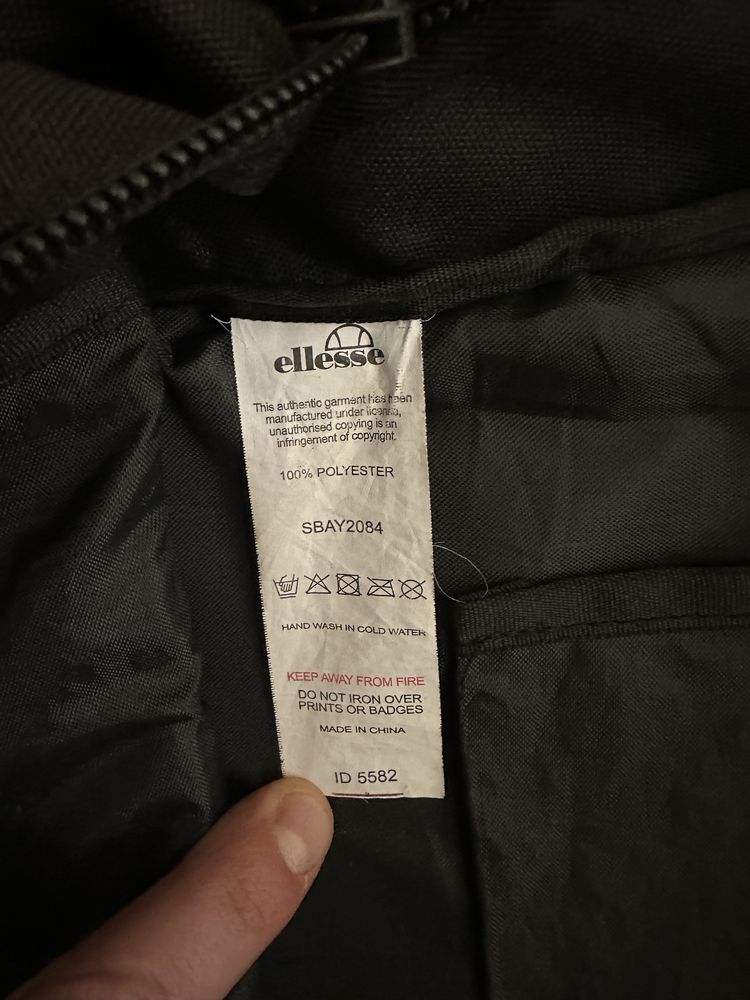 ellesse
This authentic garment has been
manufactured under license,
unauthorised copying is an
infringement of copyright.
100% POLYESTER
SBAY2084
HAND WASH IN COLD WATER
KEEP AWAY FROM FIRE
DO NOT IRON OVER
PRINTS OR BADGES
MADE IN CHINA
ID 5582